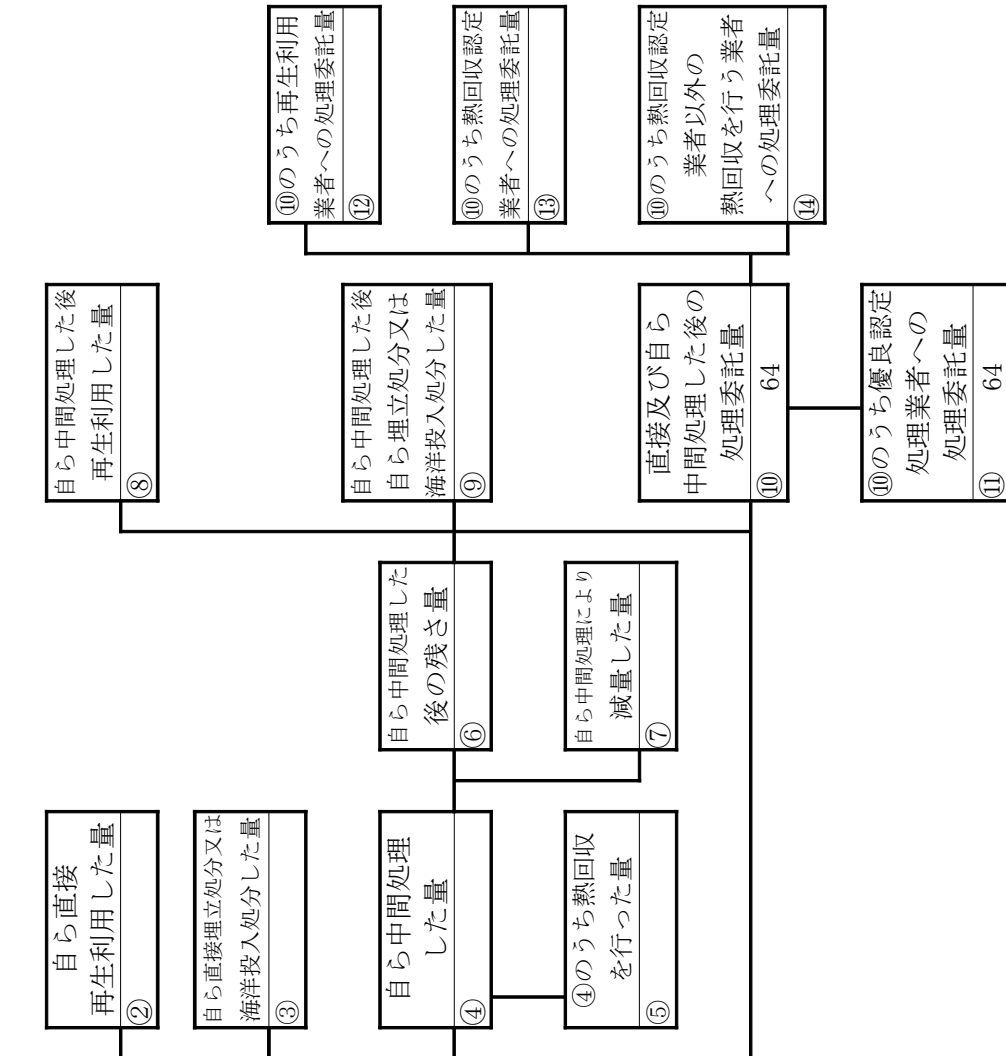 自ら直接
再生利用した量
②
自ら直接埋立処分又は
海洋投入処分した量
③
自ら中間処理
した量
④
④のうち熱回収
を行った量
⑤
自ら中間処理した
後の残さ量
⑥
自ら中間処理により
減量した量
⑦
自ら中間処理した後
再生利用した量
⑧
自ら中間処理した後
自ら埋立処分又は
海洋投入処分した量
⑨
直接及び自ら
中間処理した後の
処理委託量
⑩ 64
⑩のうち優良認定
処理業者への
処理委託量
⑪ 64
⑩のうち再生利用
業者への処理委託量
⑫
⑩のうち熱回収認定
業者への処理委託量
⑬
⑩のうち熱回収認定
業者以外の
熱回収を行う業者
への処理委託量
⑭